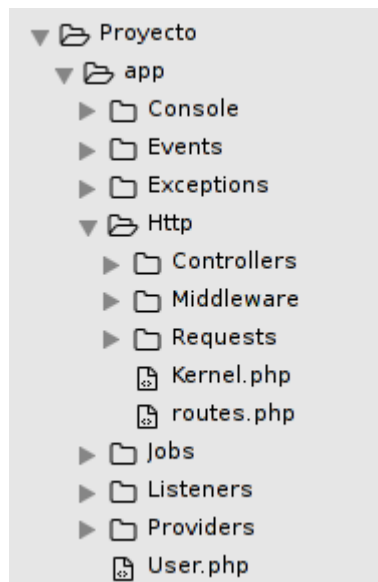 Proyecto
app
Console
Events
Exceptions
Http
Controllers
Middleware
Requests
Kernel.php
routes.php
Jobs
Listeners
Providers
User.php